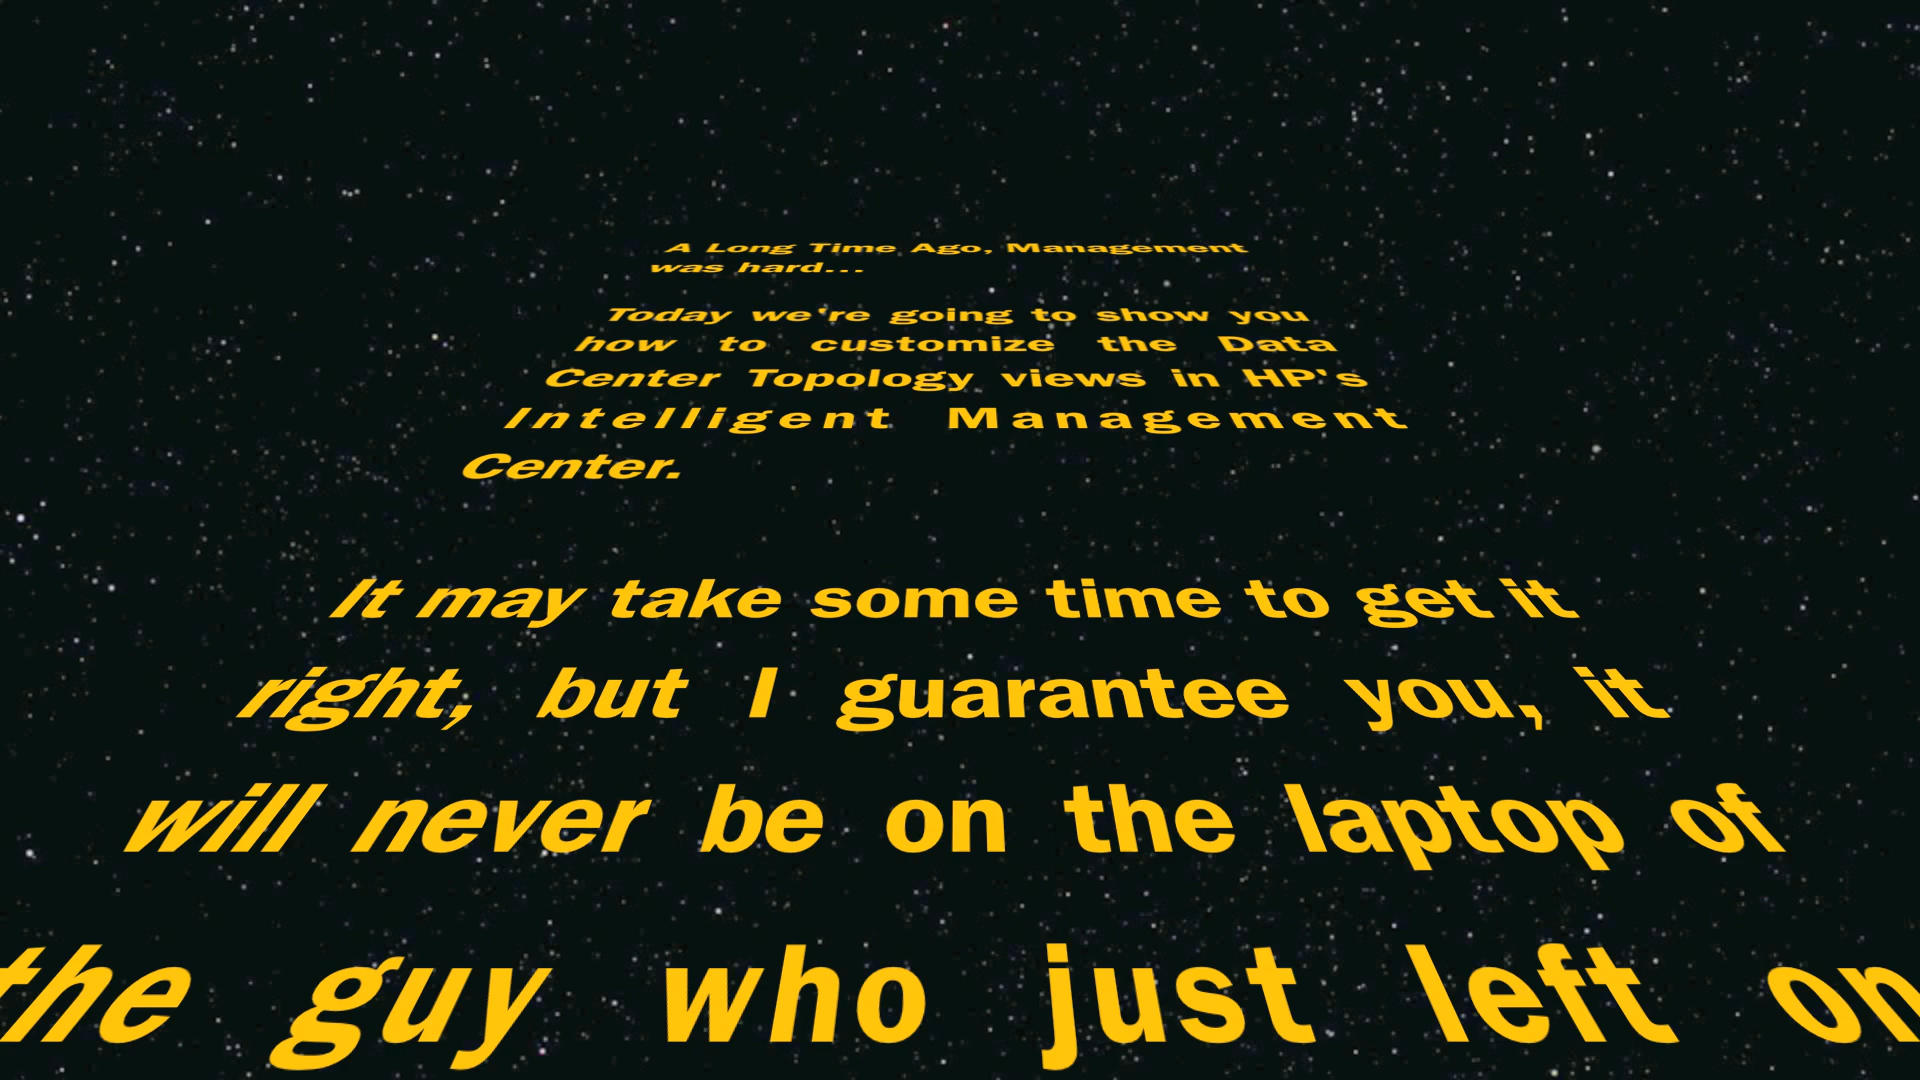 A Long Time Ago, Management
was hard...
Today we're going to show you
how to customize the Data
Center Topology views in HP's
Intelligent Management
Center.
It may take some time to get it
right, but I guarantee you, it
will never be on the laptop of
the guy who just left on